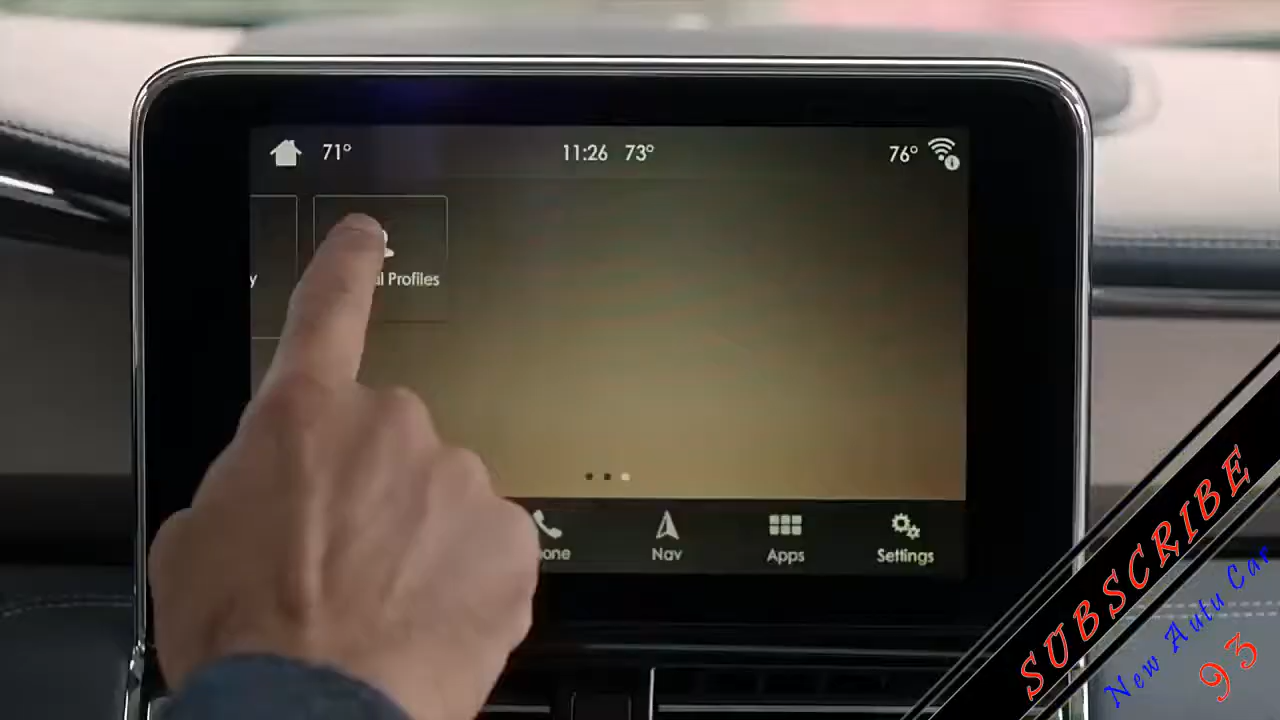 71° 11:26 73° 76°
y
Profiles
Nav Apps Settings
SUBSCRIBE
New Autu Car
93